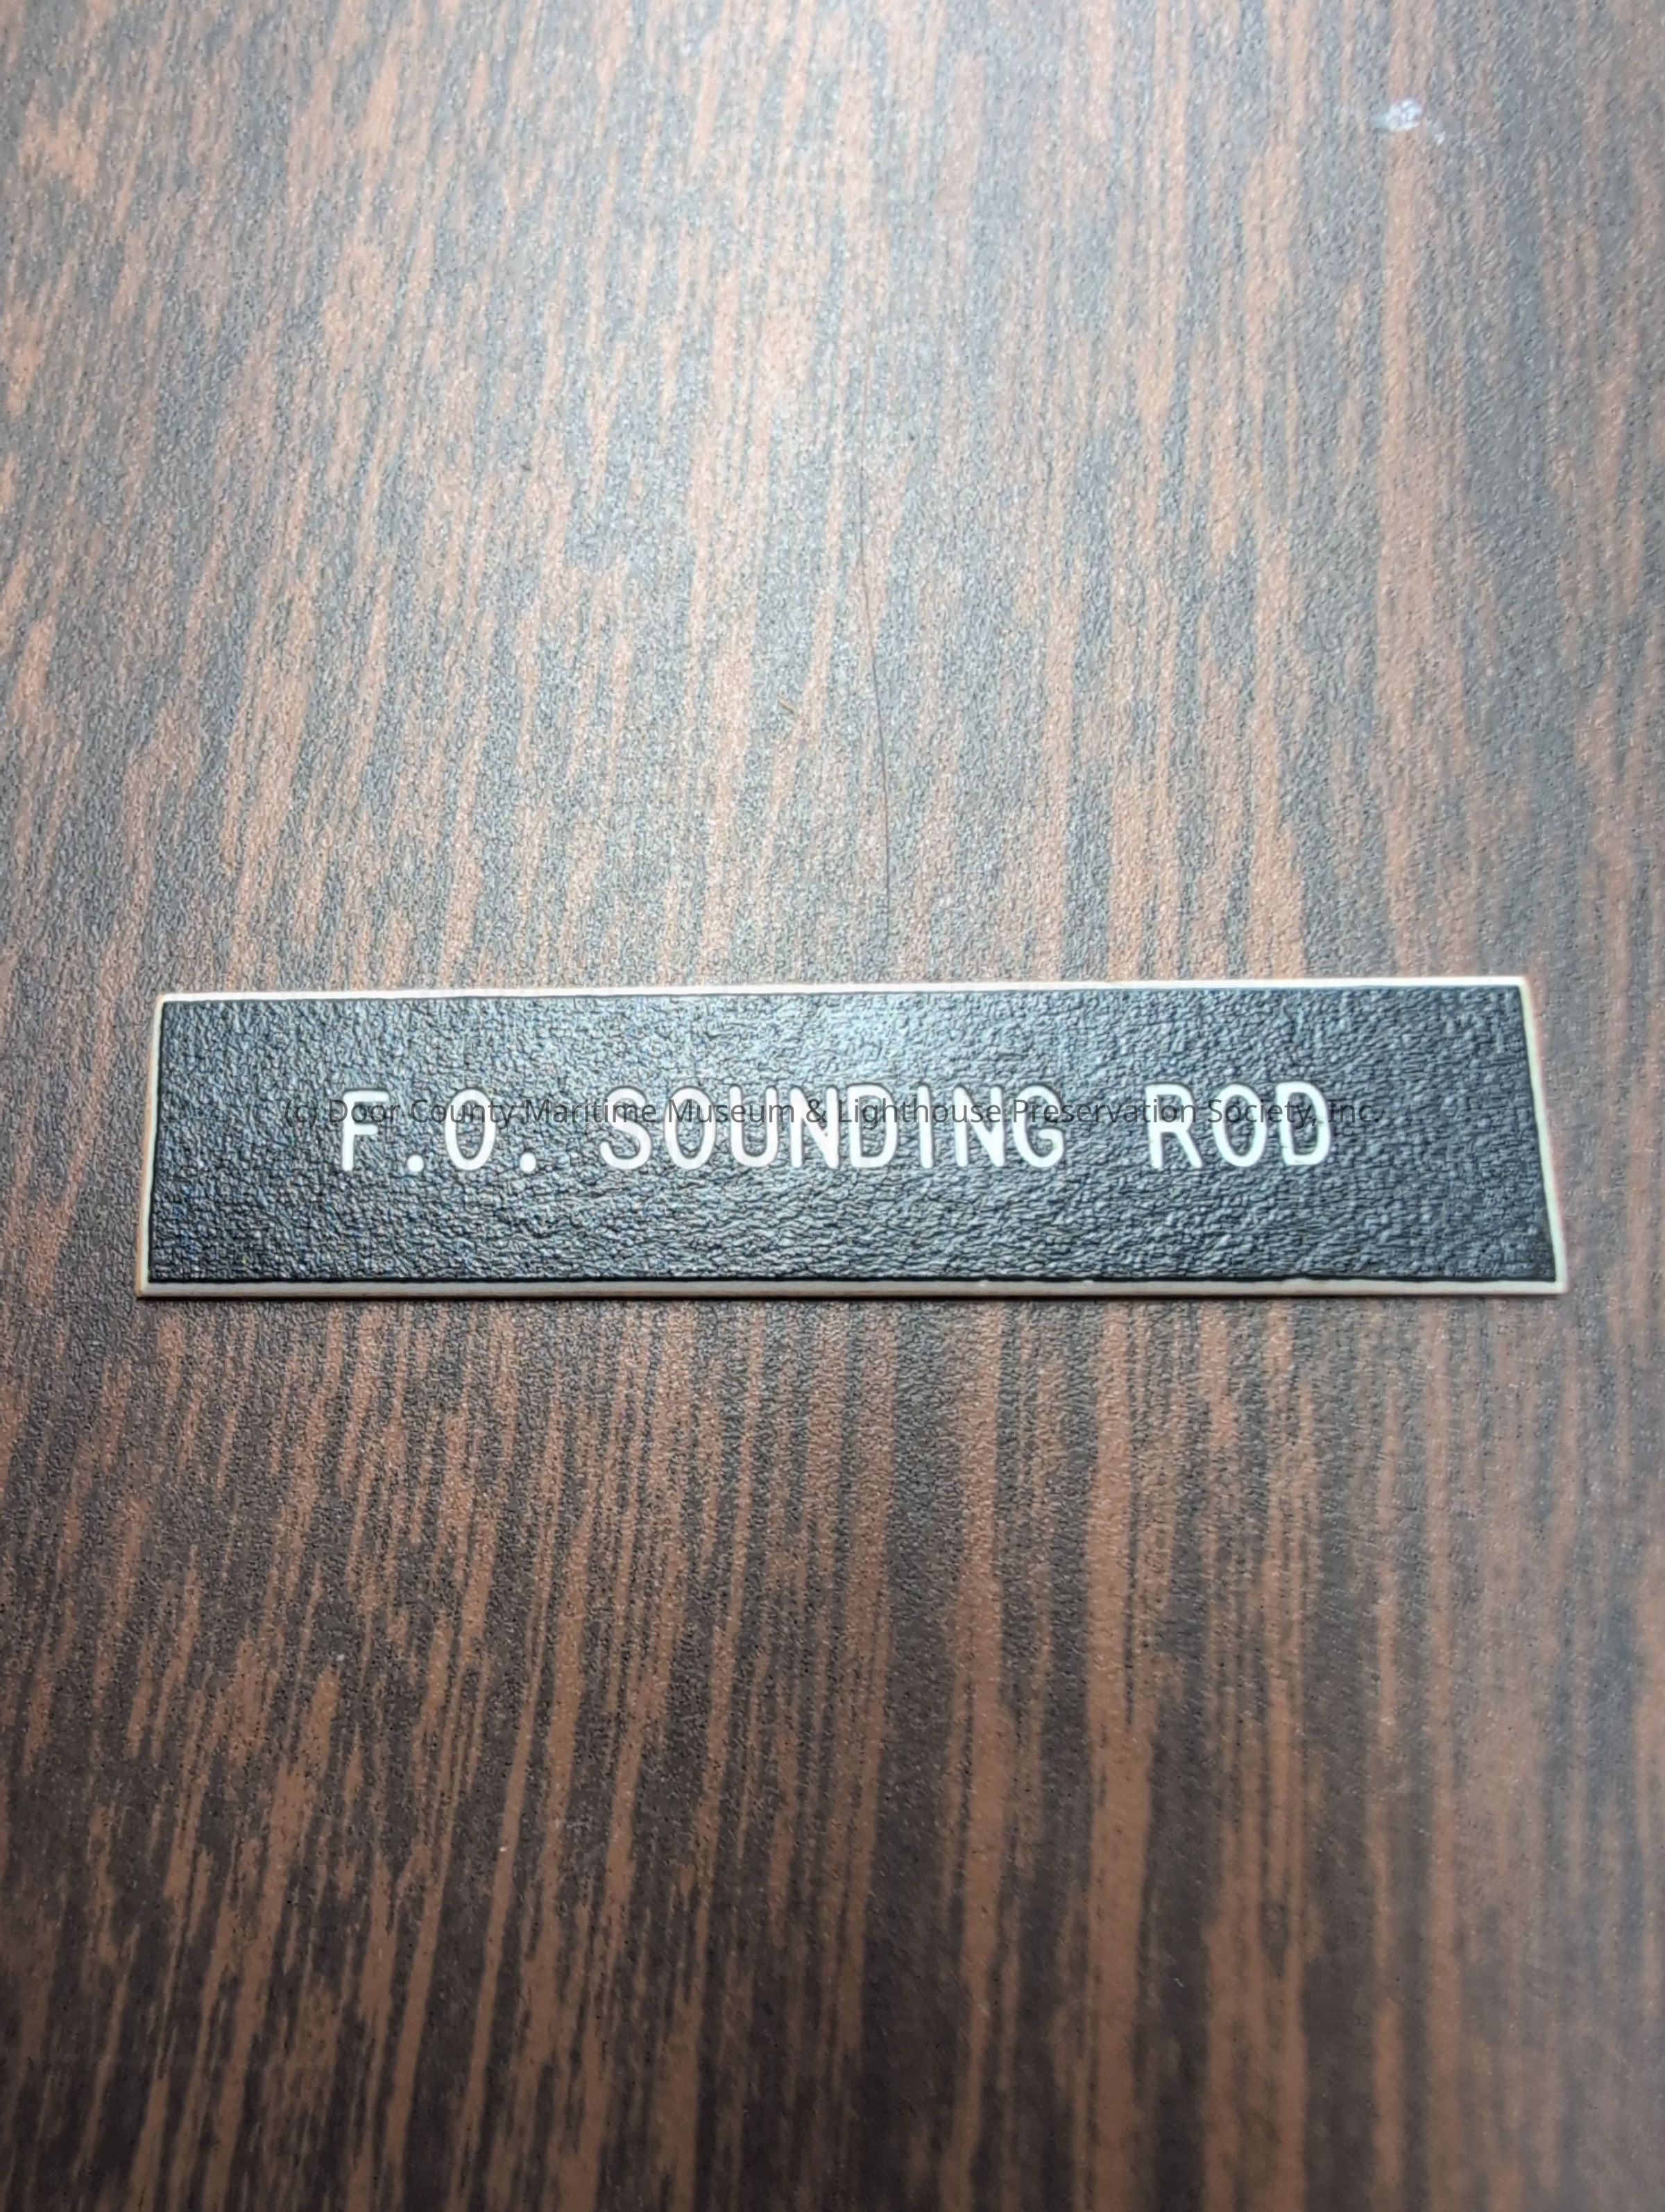 F.O. SOUNDING ROD
(c) Door County Maritime Museum & Lighthouse Preservation Society, Inc.